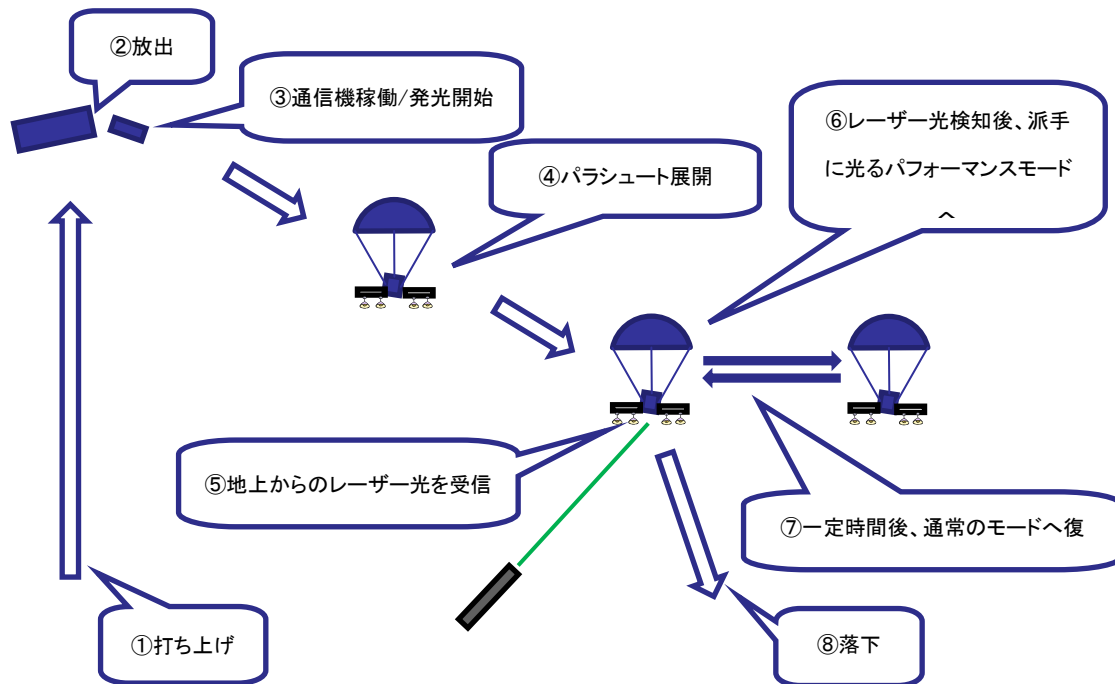 ①打ち上げ
②放出
③通信機稼働/発光開始
④パラシュート展開
⑤地上からのレーザー光を受信
⑥レーザー光検知後、派手
に光るパフォーマンスモード
へ
⑦一定時間後、通常のモードへ復
⑧落下